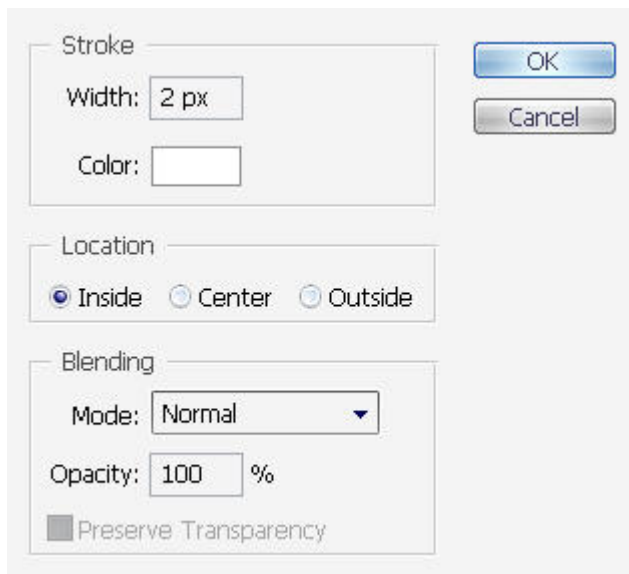 Stroke
OK
Width: 2 px
Cancel
Color:
Location
Inside Center Outside
Blending
Mode: Normal
Opacity: 100 %
Preserve Transparency